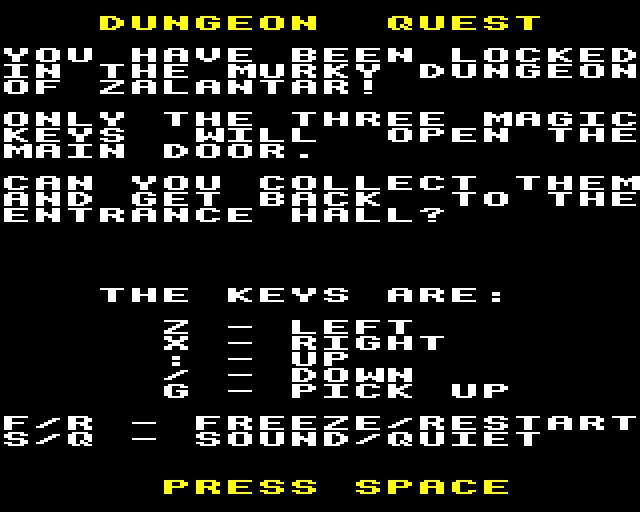 DUNGEON QUEST
YOU HAVE BEEN LOCKED
IN THE MURKY DUNGEON
OF ZALANTAR!
ONLY THE THREE MAGIC
KEYS WILL OPEN THE
MAIN DOOR.
CAN YOU COLLECT THEM
AND GET BACK TO THE
ENTRANCE HALL?
THE KEYS ARE:
Z - LEFT
X - RIGHT
: - UP
/ - DOWN
G - PICK UP
F/R - FREEZE/RESTART
S/Q - SOUND/QUIET
PRESS SPACE